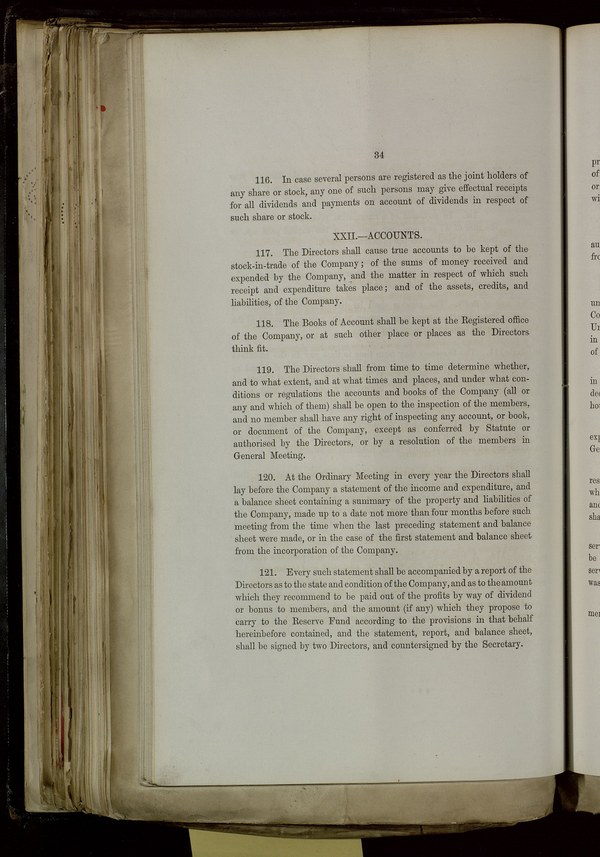 34
116. In case several persons are registered as the joint holders of
any share or stock, any one of such persons may give effectual receipts
for all dividends and payments on account of dividends in respect of
such share or stock.
XXII.—ACCOUNTS.
117. The Directors shall cause true accounts to be kept of the
stock-in-trade of the Company; of the sums of money received and
expended by the Company, and the matter in respect of which such
receipt and expenditure takes place; and of the assets, credits, and
liabilities, of the Company.
118. The Books of Account shall be kept at the Registered office
of the Company, or at such other place or places as the Directors
think fit.
119. The Directors shall from time to time determine whether,
and to what extent, and at what times and places, and under what con-
ditions or regulations the accounts and books of the Company (all or
any and which of them) shall be open to the inspection of the members,
and no member shall have any right of inspecting any account, or book,
or document of the Company, except as conferred by Statute or
authorised by the Directors, or by a resolution of the members in
General Meeting.
120. At the Ordinary Meeting in every year the Directors shall
lay before the Company a statement of the income and expenditure, and
a balance sheet containing a summary of the property and liabilities of
the Company, made up to a date not more than four months before such
meeting from the time when the last preceding statement and balance
sheet were made, or in the case of the first statement and balance sheet
from the incorporation of the Company.
121. Every such statement shall be accompanied by a report of the
Directors as to the state and condition of the Company, and as to the amount
which they recommend to be paid out of the profits by way of dividend
or bonus to members, and the amount (if any) which they propose to
carry to the Reserve Fund according to the provisions in that behalf
hereinbefore contained, and the statement, report, and balance sheet,
shall be signed by two Directors, and countersigned by the Secretary.